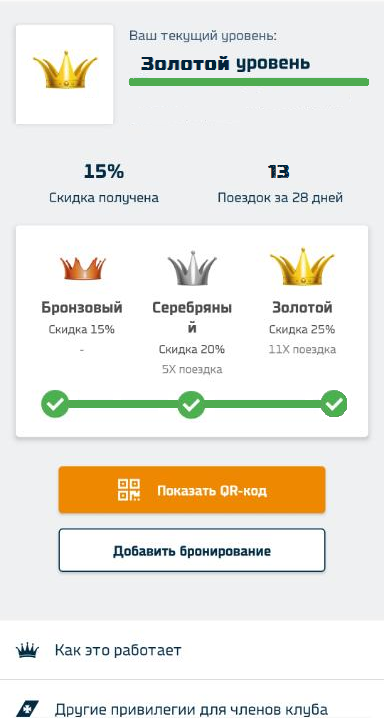 Ваш текущий уровень:
Золотой уровень
15%
13
Скидка получена
Поездок за 28 дней
Бронзовый
Серебряны
й
Золотой
Скидка 15%
Скидка 20%
Скидка 25%
-
5X поездка
11X поездка
Показать QR-код
Добавить бронирование
Как это работает
Другие привилегии для членов клуба